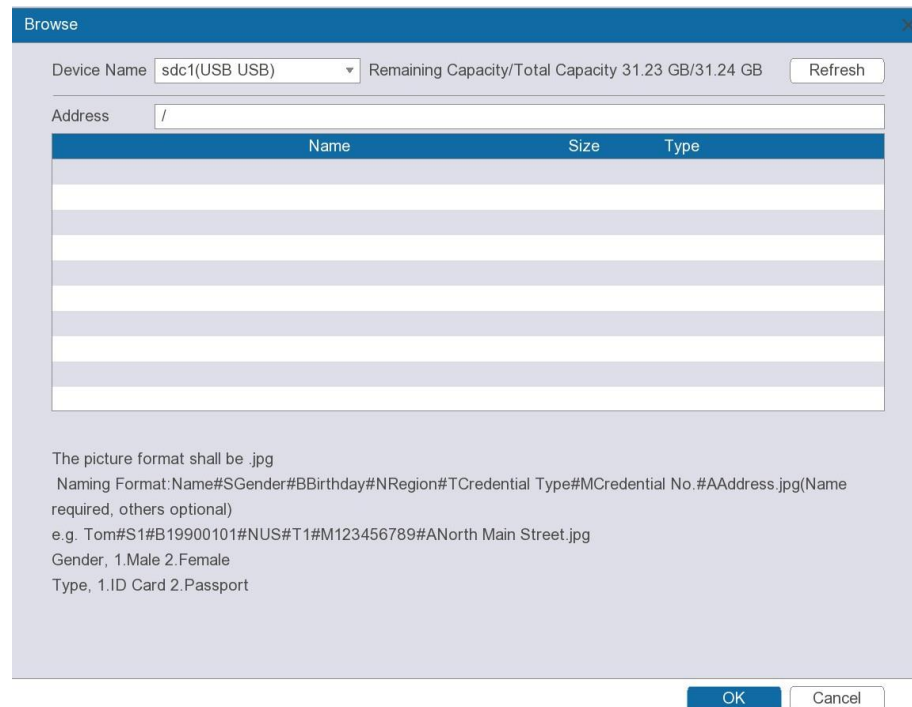 Browse
Device Name sdc1(USB USB) Remaining Capacity/Total Capacity 31.23 GB/31.24 GB Refresh
Address /
Name Size Type
The picture format shall be .jpg
Naming Format:Name#SGender#BBirthday#NRegion#TCredential Type#MCredential No.#AAddress.jpg(Name
required, others optional)
e.g. Tom#S1#B19900101#NUS#T1#M123456789#ANorth Main Street.jpg
Gender, 1.Male 2.Female
Type, 1.ID Card 2.Passport
OK Cancel